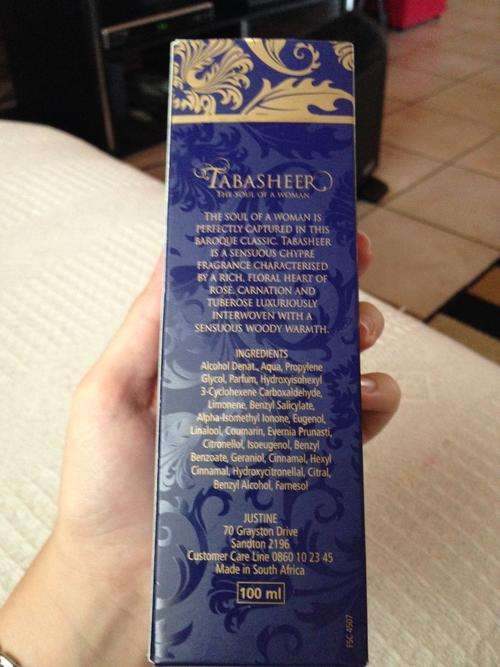 TABASHEER
THE SOUL OF A WOMAN
THE SOUL OF A WOMAN IS
PERFECTLY CAPTURED IN THIS
BAROQUE CLASSIC. TABASHEER
IS A SENSUOUS CHYPRE
FRAGRANCE CHARACTERISED
BY A RICH, FLORAL HEART OF
ROSE, CARNATION AND
TUBEROSE LUXURIOUSLY
INTERWOVEN WITH A
SENSUOUS WOODY WARMTH.
INGREDIENTS
Alcohol Denat., Aqua, Propylene
Glycol, Parfum, Hydroxyisohexyl
3-Cyclohexene Carboxaldehyde,
Limonene, Benzyl Salicylate,
Alpha-Isomethyl Ionone, Eugenol,
Linalool, Coumarin, Evernia Prunasti,
Citronellol, Isoeugenol, Benzyl
Benzoate, Geraniol, Cinnamal, Hexyl
Cinnamal, Hydroxycitronellal, Citral,
Benzyl Alcohol, Farnesol
JUSTINE
70 Grayston Drive
Sandton 2196
Customer Care Line 0860 10 23 45
Made in South Africa
100 ml
FSC 4507